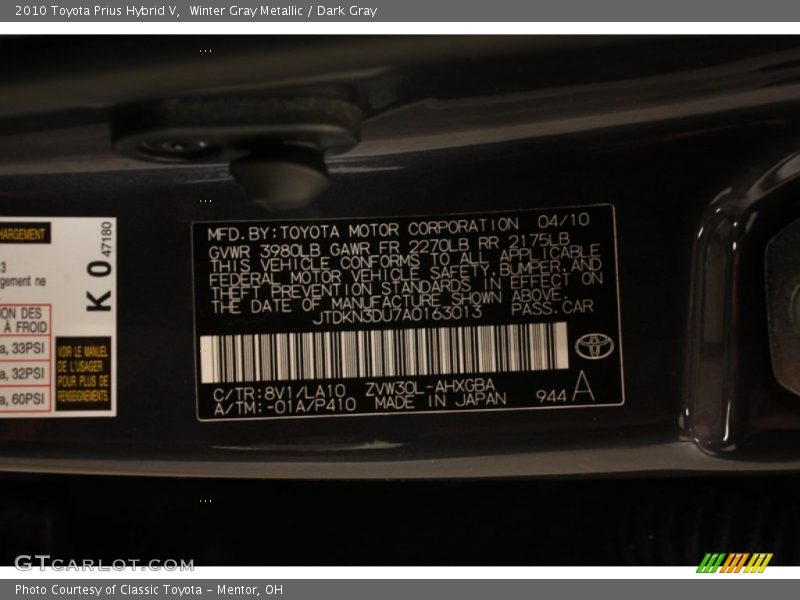 2010 Toyota Prius Hybrid V, Winter Gray Metallic / Dark Gray
HARGEMENT
3
gement ne
ION DES
À FROID
a, 33PSI
a, 32PSI
a, 60PSI
K 0 47180
VOIR LE MANUEL
DE L'USAGER
POUR PLUS DE
RENSEIGNEMENTS
MFD. BY: TOYOTA MOTOR CORPORATION 04/10
GVWR 3980LB GAWR FR 2270LB RR 2175LB
THIS VEHICLE CONFORMS TO ALL APPLICABLE
FEDERAL MOTOR VEHICLE SAFETY, BUMPER, AND
THEFT PREVENTION STANDARDS IN EFFECT ON
THE DATE OF MANUFACTURE SHOWN ABOVE.
JTDKN3DU7A0163013 PASS. CAR
C/TR: 8V1/LA10 ZVW30L-AHXGBA
A/TM: -01A/P410 MADE IN JAPAN 944 A
GTCARLOT.COM
Photo Courtesy of Classic Toyota - Mentor, OH